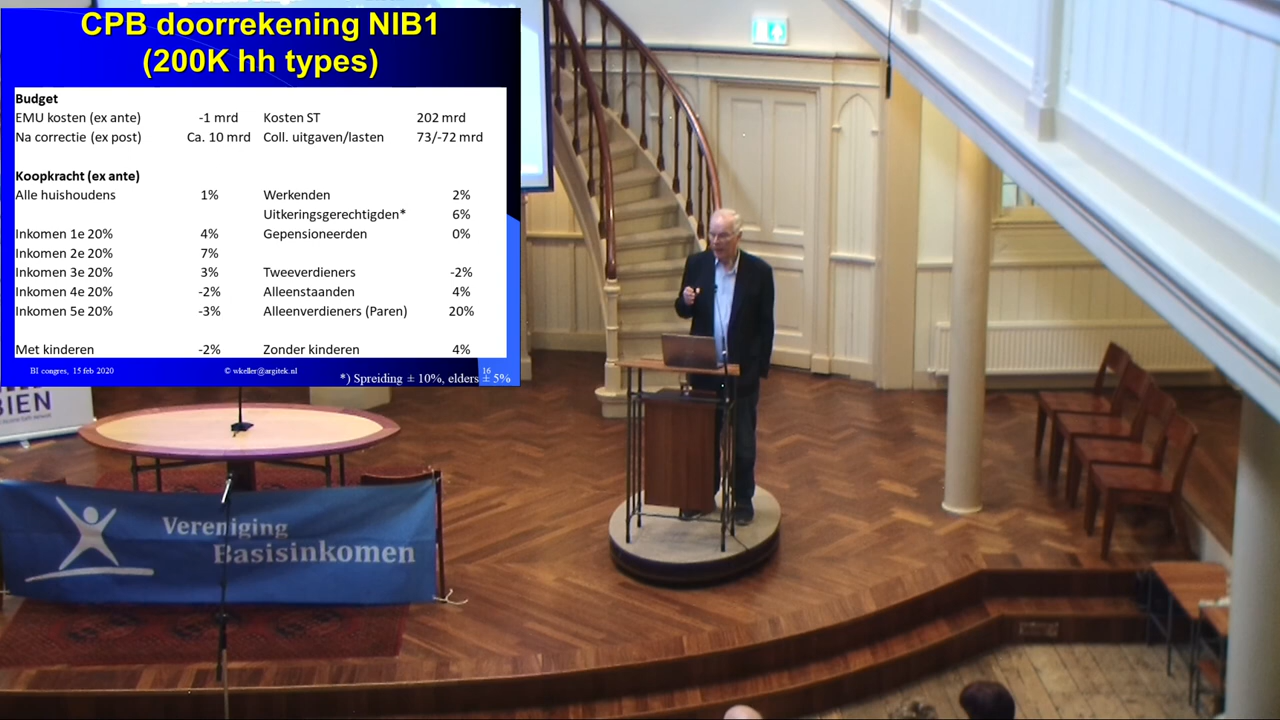 CPB doorrekening NIB1
(200K hh types)
Budget
EMU kosten (ex ante) -1 mrd Kosten ST 202 mrd
Na correctie (ex post) Ca. 10 mrd Coll. uitgaven/lasten 73/-72 mrd
Koopkracht (ex ante)
Alle huishoudens 1% Werkenden 2%
Uitkeringsgerechtigden* 6%
Inkomen 1e 20% 4% Gepensioneerden 0%
Inkomen 2e 20% 7%
Inkomen 3e 20% 3% Tweeverdieners -2%
Inkomen 4e 20% -2% Alleenstaanden 4%
Inkomen 5e 20% -3% Alleenverdieners (Paren) 20%
Met kinderen -2% Zonder kinderen 4%
BI congres, 15 feb 2020 © wkeller@argitek.nl 16
*) Spreiding ± 10%, elders ± 5%
BIEN
Vereniging
Basisinkomen